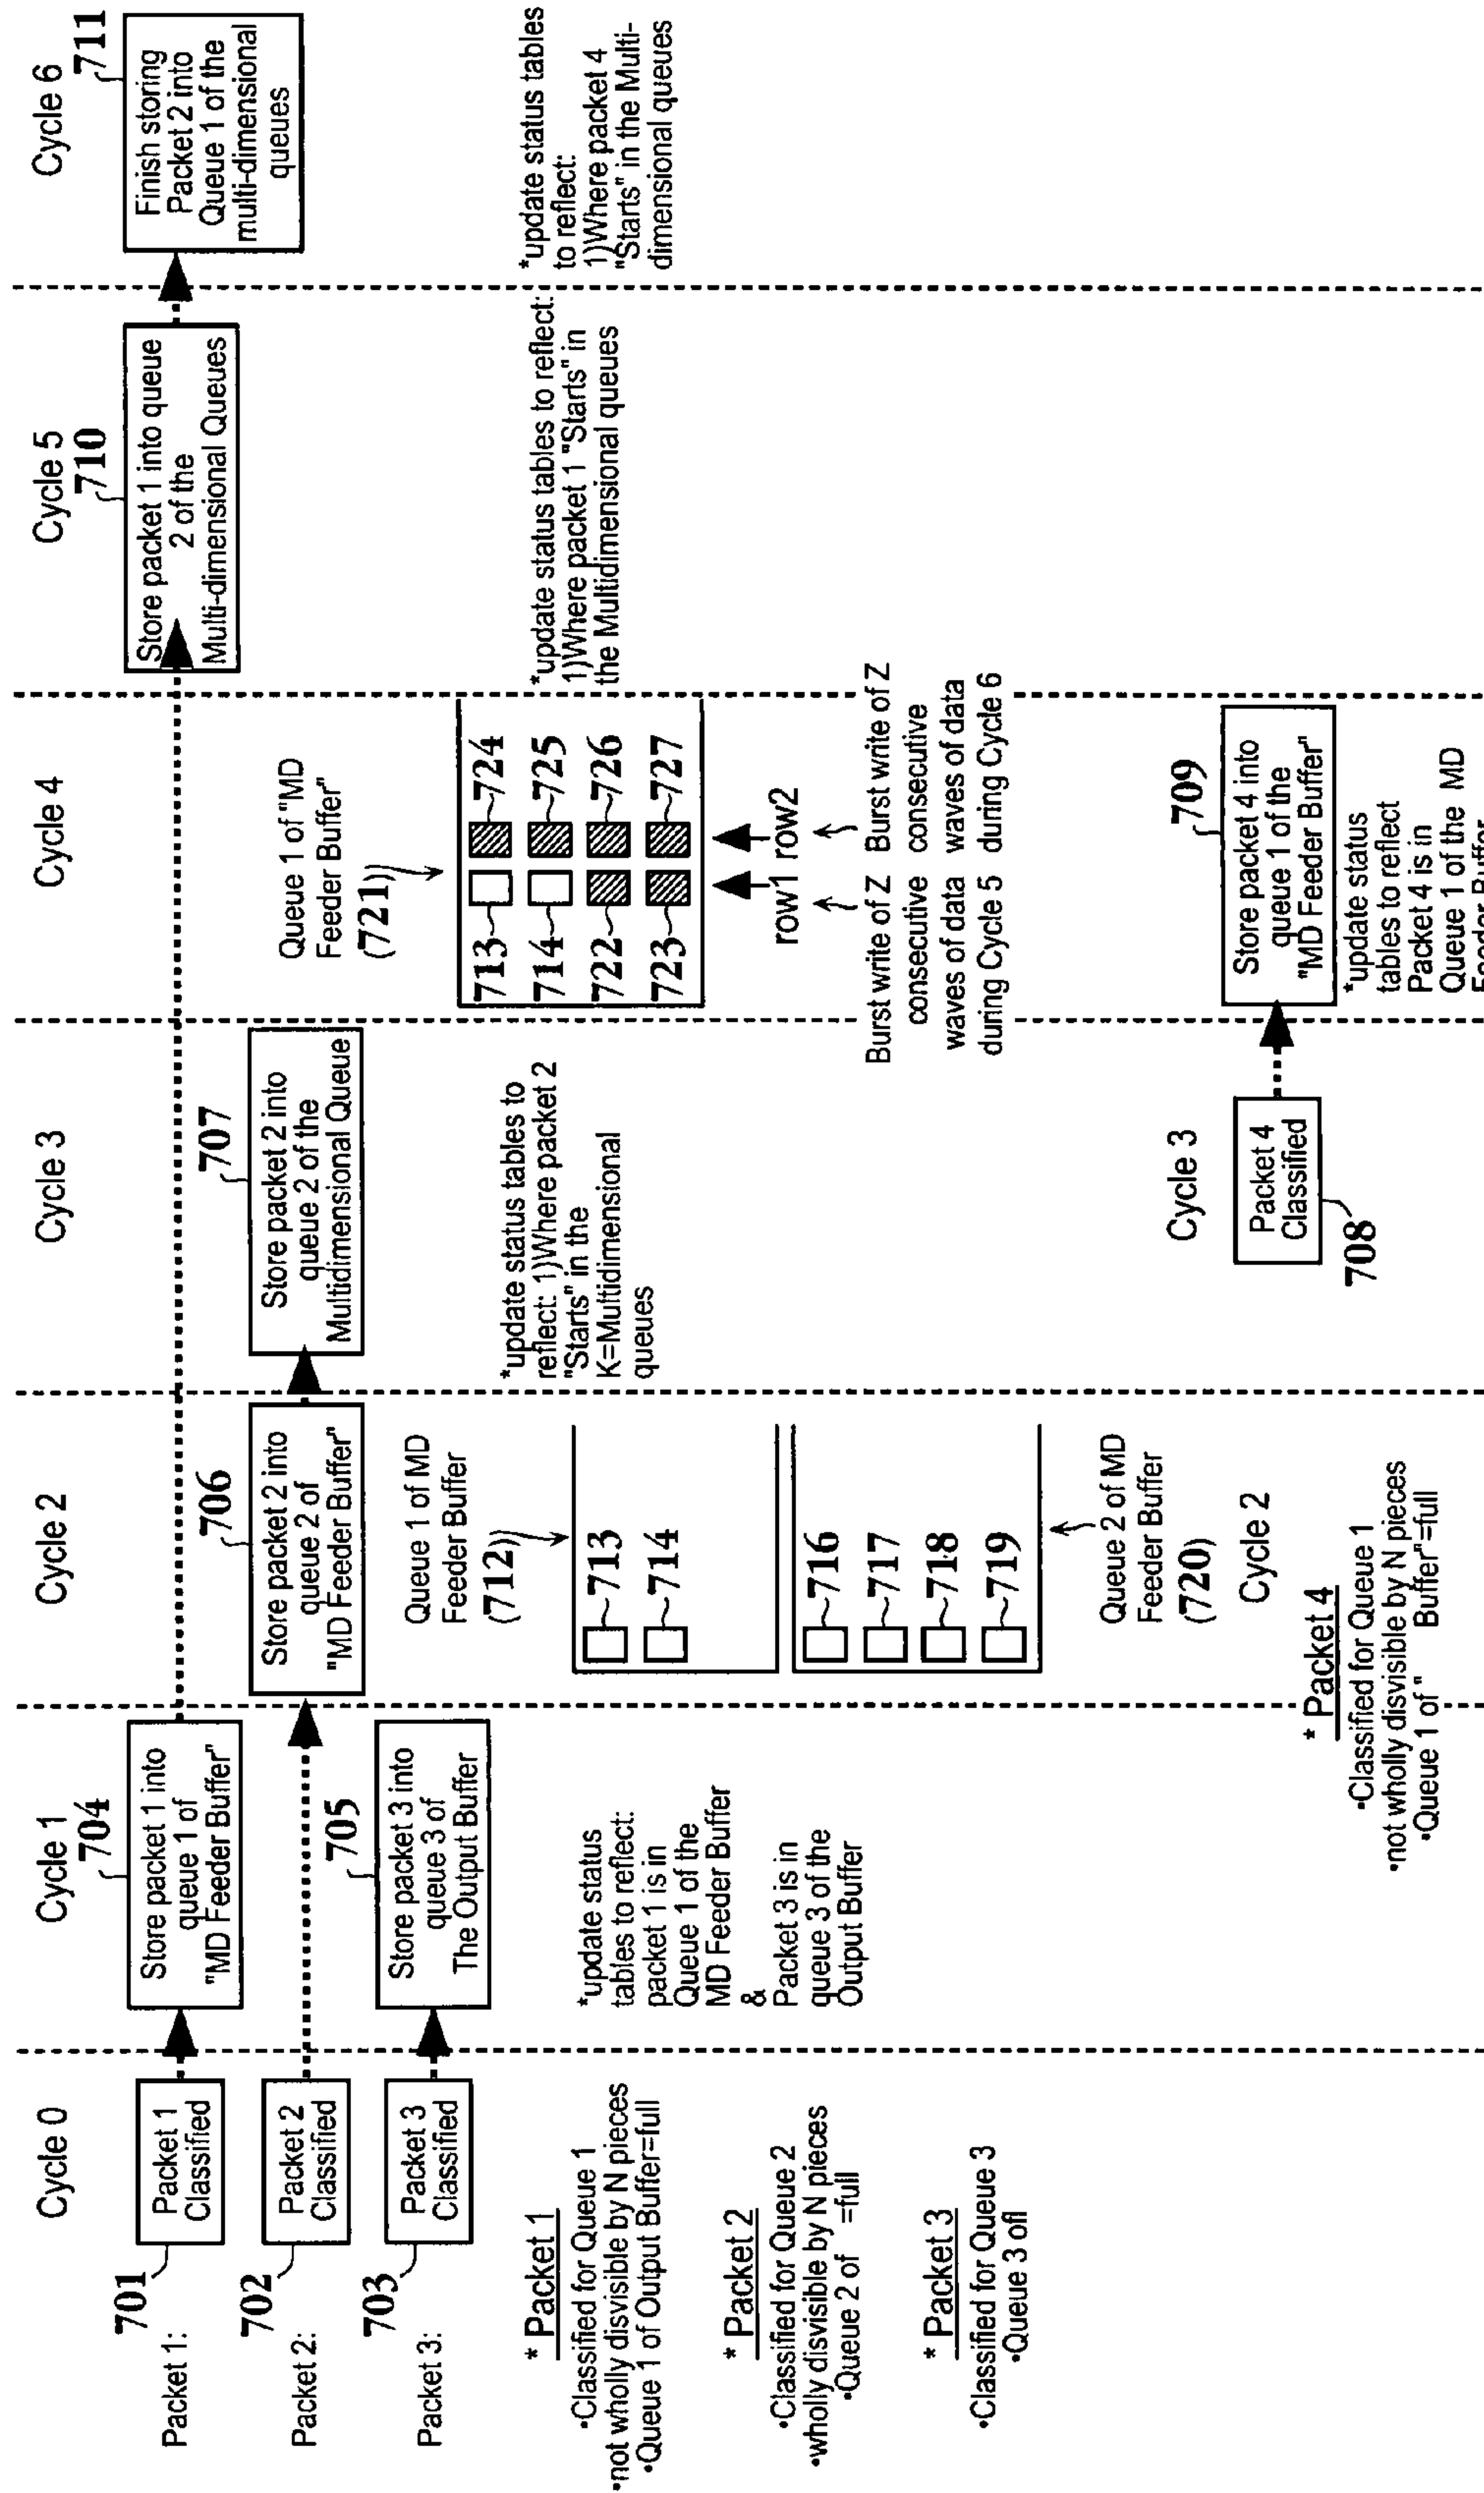 Cycle 0
Cycle 1
Cycle 2
Cycle 3
Cycle 4
Cycle 5
Cycle 6
Packet 1:
701
Packet 1
Classified
704
Store packet 1 into
queue 1 of
"MD Feeder Buffer"
710
Store packet 1 into queue
2 of the
Multi-dimensional Queues
711
Finish storing
Packet 2 into
Queue 1 of the
multi-dimensional
queues
Packet 2:
702
Packet 2
Classified
706
Store packet 2 into
queue 2 of
"MD Feeder Buffer"
707
Store packet 2 into
queue 2 of the
Multidimensional Queue
Packet 3:
703
Packet 3
Classified
705
Store packet 3 into
queue 3 of
The Output Buffer
* Packet 1
•Classified for Queue 1
•not wholly disvisible by N pieces
•Queue 1 of Output Buffer=full
* Packet 2
•Classified for Queue 2
•wholly disvisible by N pieces
•Queue 2 of =full
* Packet 3
•Classified for Queue 3
•Queue 3 off
*update status
tables to reflect:
packet 1 is in
Queue 1 of the
MD Feeder Buffer
&
Packet 3 is in
queue 3 of the
Output Buffer
Queue 1 of MD
Feeder Buffer
(712)
713
714
716
717
718
719
Queue 2 of MD
Feeder Buffer
(720)
*update status tables to
reflect: 1)Where packet 2
"Starts" in the
K=Multidimensional
queues
Queue 1 of "MD
Feeder Buffer"
(721)
713
724
714
725
722
726
723
727
row1
row2
Burst write of Z
consecutive
waves of data
during Cycle 5
Burst write of Z
consecutive
waves of data
during Cycle 6
*update status tables to reflect:
1)Where packet 1 "Starts" in
the Multidimensional queues
*update status tables
to reflect:
1)Where packet 4
"Starts" in the Multi-
dimensional queues
Cycle 2
* Packet 4
•Classified for Queue 1
•not wholly disvisible by N pieces
•Queue 1 of " Buffer"=full
Cycle 3
Packet 4
Classified
708
709
Store packet 4 into
queue 1 of the
"MD Feeder Buffer"
*update status
tables to reflect
Packet 4 is in
Queue 1 of the MD
Feeder Buffer